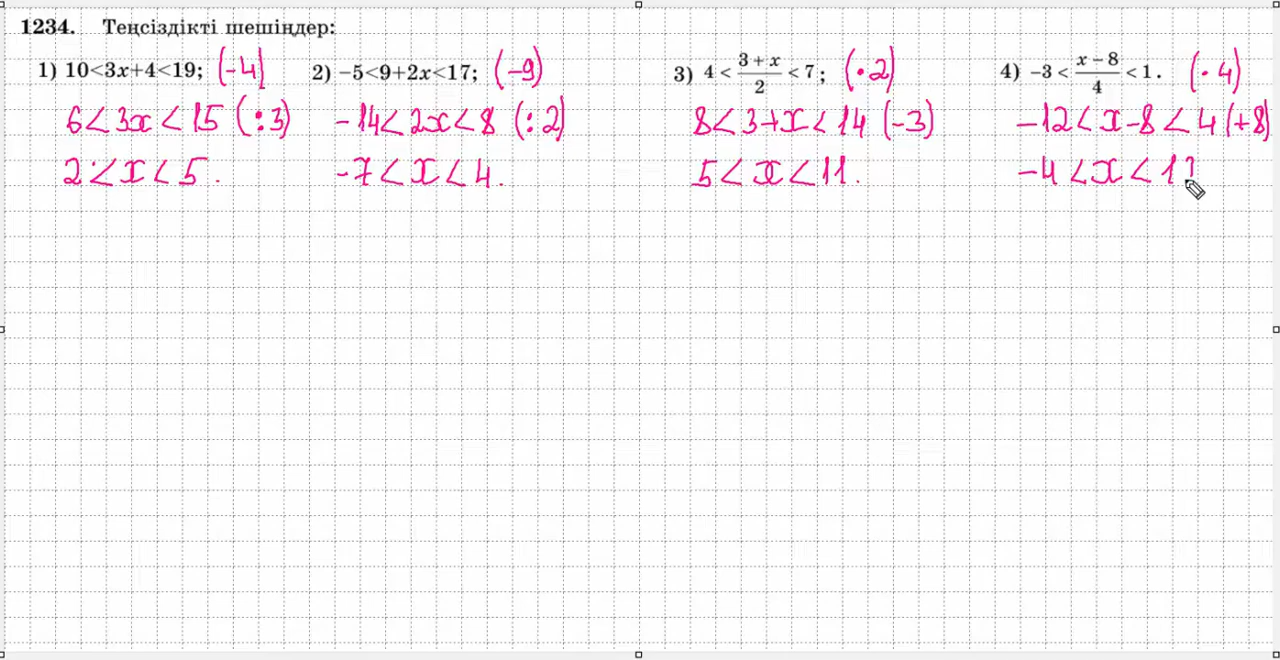 1234. Теңсіздікті шешіңдер:
1) 10<3x+4<19; (-4)
6<3x<15 (:3)
2<x<5.
2) −5<9+2x<17; (-9)
-14<2x<8 (:2)
-7<x<4.
3) 4 < (3 + x)/2 < 7; (·2)
8<3+x<14 (-3)
5<x<11.
4) −3 < (x − 8)/4 < 1. (·4)
-12<x-8<4 (+8)
-4<x<1